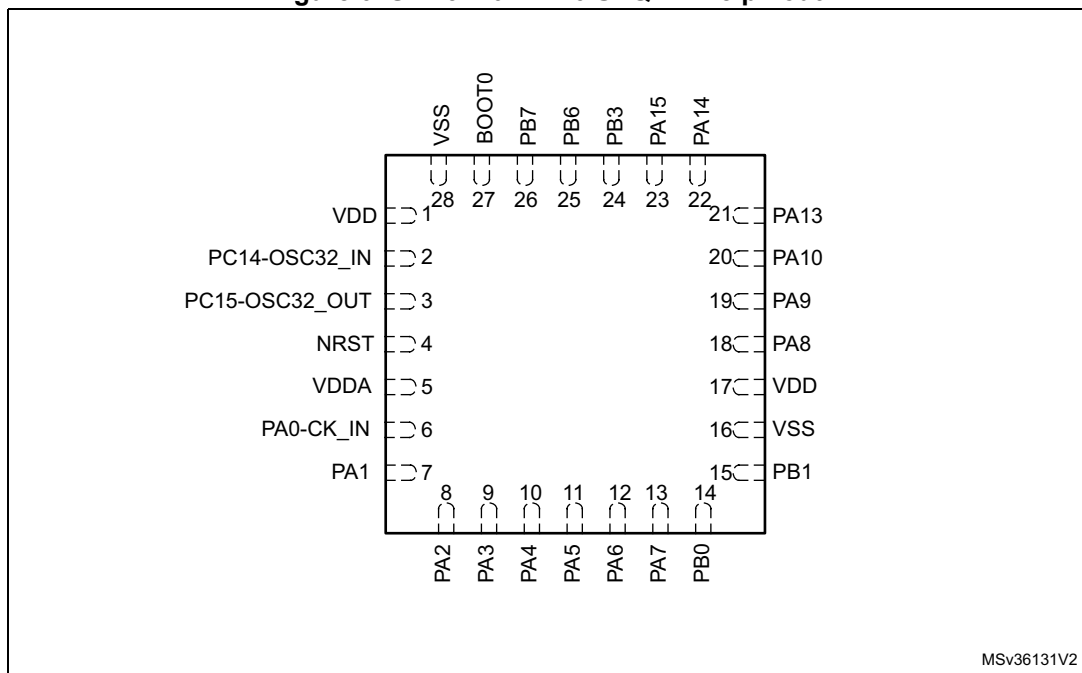 VSS
BOOT0
PB7
PB6
PB3
PA15
PA14
28 27 26 25 24 23 22
VDD 1
21 PA13
PC14-OSC32_IN 2
20 PA10
PC15-OSC32_OUT 3
19 PA9
NRST 4
18 PA8
VDDA 5
17 VDD
PA0-CK_IN 6
16 VSS
PA1 7
15 PB1
8 9 10 11 12 13 14
PA2
PA3
PA4
PA5
PA6
PA7
PB0
MSv36131V2